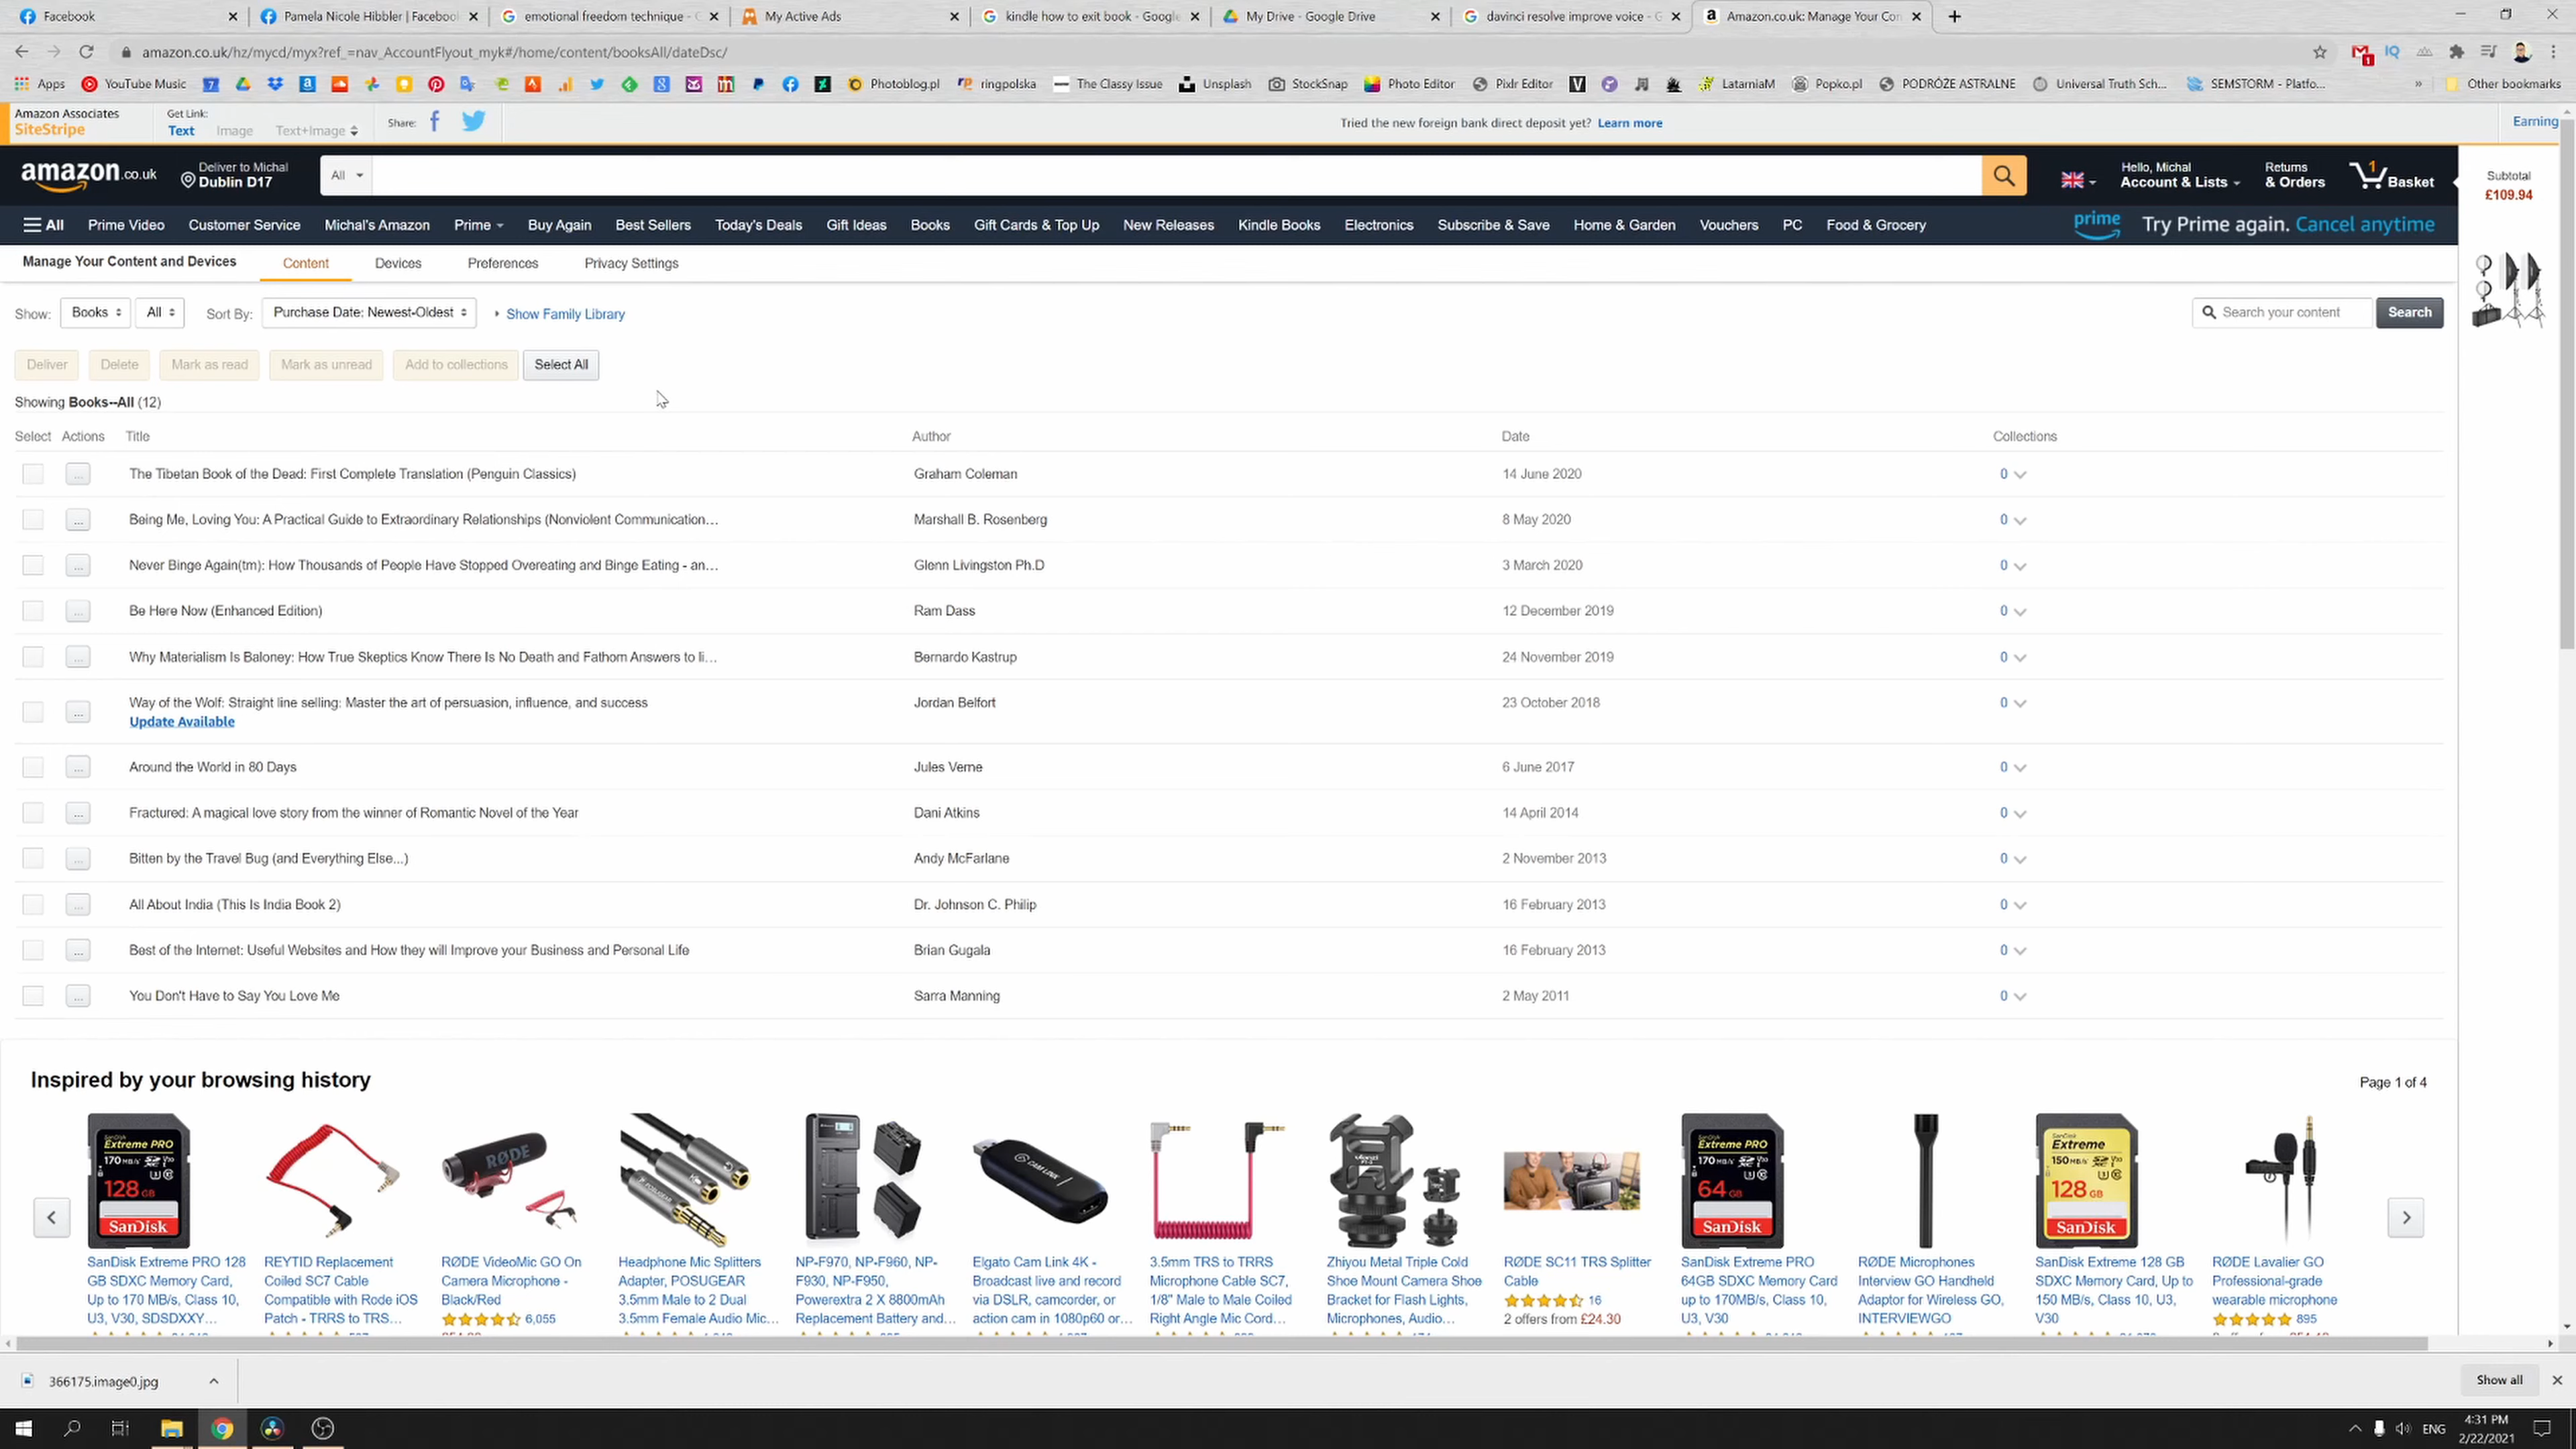 Facebook
Pamela Nicole Hibbler | Facebook
emotional freedom technique - G
My Active Ads
kindle how to exit book - Google
My Drive - Google Drive
davinci resolve improve voice - G
Amazon.co.uk: Manage Your Con
amazon.co.uk/hz/mycd/myx?ref_=nav_AccountFlyout_myk#/home/content/booksAll/dateDsc/
Apps
YouTube Music
Photoblog.pl
ringpolska
The Classy Issue
Unsplash
StockSnap
Photo Editor
Pixlr Editor
LatarniaM
Popko.pl
PODRÓŻE ASTRALNE
Universal Truth Sch...
SEMSTORM - Platfo...
Other bookmarks
Amazon Associates
SiteStripe
Get Link:
Text Image Text+Image
Share:
Tried the new foreign bank direct deposit yet? Learn more
Earning
amazon.co.uk
Deliver to Michal
Dublin D17
All
Hello, Michal
Account & Lists
Returns
& Orders
1
Basket
Subtotal
£109.94
All Prime Video Customer Service Michal's Amazon Prime Buy Again Best Sellers Today's Deals Gift Ideas Books Gift Cards & Top Up New Releases Kindle Books Electronics Subscribe & Save Home & Garden Vouchers PC Food & Grocery
prime Try Prime again. Cancel anytime
Manage Your Content and Devices Content Devices Preferences Privacy Settings
Show: Books All Sort By: Purchase Date: Newest-Oldest Show Family Library
Search your content Search
Deliver Delete Mark as read Mark as unread Add to collections Select All
Showing Books--All (12)
Select Actions Title Author Date Collections
... The Tibetan Book of the Dead: First Complete Translation (Penguin Classics) Graham Coleman 14 June 2020 0
... Being Me, Loving You: A Practical Guide to Extraordinary Relationships (Nonviolent Communication... Marshall B. Rosenberg 8 May 2020 0
... Never Binge Again(tm): How Thousands of People Have Stopped Overeating and Binge Eating - an... Glenn Livingston Ph.D 3 March 2020 0
... Be Here Now (Enhanced Edition) Ram Dass 12 December 2019 0
... Why Materialism Is Baloney: How True Skeptics Know There Is No Death and Fathom Answers to li... Bernardo Kastrup 24 November 2019 0
... Way of the Wolf: Straight line selling: Master the art of persuasion, influence, and success Jordan Belfort 23 October 2018 0
Update Available
... Around the World in 80 Days Jules Verne 6 June 2017 0
... Fractured: A magical love story from the winner of Romantic Novel of the Year Dani Atkins 14 April 2014 0
... Bitten by the Travel Bug (and Everything Else...) Andy McFarlane 2 November 2013 0
... All About India (This Is India Book 2) Dr. Johnson C. Philip 16 February 2013 0
... Best of the Internet: Useful Websites and How they will Improve your Business and Personal Life Brian Gugala 16 February 2013 0
... You Don't Have to Say You Love Me Sarra Manning 2 May 2011 0
Inspired by your browsing history
Page 1 of 4
SanDisk Extreme PRO 128
GB SDXC Memory Card,
Up to 170 MB/s, Class 10,
U3, V30, SDSDXXY...
REYTID Replacement
Coiled SC7 Cable
Compatible with Rode iOS
Patch - TRRS to TRS...
RØDE VideoMic GO On
Camera Microphone -
Black/Red
6,055
Headphone Mic Splitters
Adapter, POSUGEAR
3.5mm Male to 2 Dual
3.5mm Female Audio Mic...
NP-F970, NP-F960, NP-
F930, NP-F950,
Powerextra 2 X 8800mAh
Replacement Battery and...
Elgato Cam Link 4K -
Broadcast live and record
via DSLR, camcorder, or
action cam in 1080p60 or...
3.5mm TRS to TRRS
Microphone Cable SC7,
1/8" Male to Male Coiled
Right Angle Mic Cord...
Zhiyou Metal Triple Cold
Shoe Mount Camera Shoe
Bracket for Flash Lights,
Microphones, Audio...
RØDE SC11 TRS Splitter
Cable
16
2 offers from £24.30
SanDisk Extreme PRO
64GB SDXC Memory Card
up to 170MB/s, Class 10,
U3, V30
RØDE Microphones
Interview GO Handheld
Adaptor for Wireless GO,
INTERVIEWGO
SanDisk Extreme 128 GB
SDXC Memory Card, Up to
150 MB/s, Class 10, U3,
V30
RØDE Lavalier GO
Professional-grade
wearable microphone
895
366175.image0.jpg
Show all
ENG
4:31 PM
2/22/2021